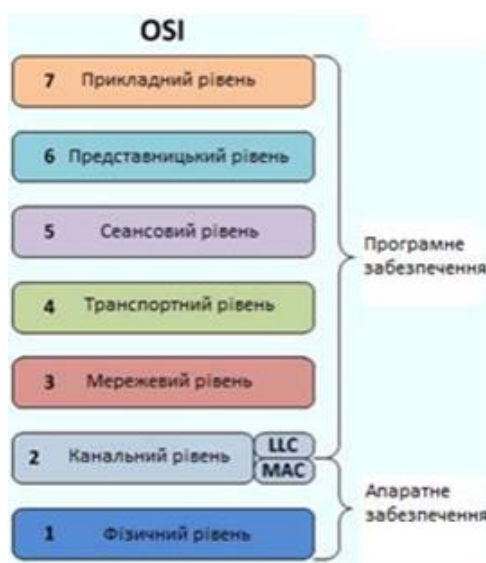 OSI
7 Прикладний рівень
6 Представницький рівень
5 Сеансовий рівень
4 Транспортний рівень
3 Мережевий рівень
2 Канальний рівень
LLC
MAC
1 Фізичний рівень
Програмне
забезпечення
Апаратне
забезпечення